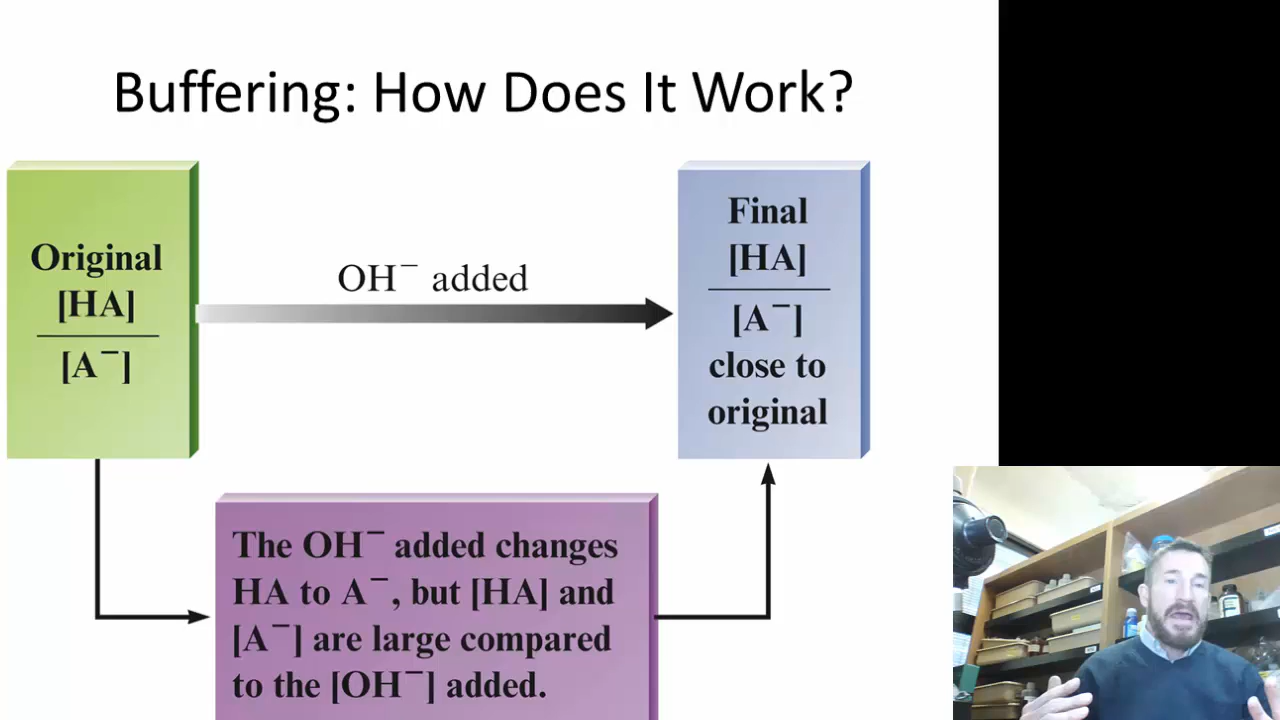 Buffering: How Does It Work?
Original
[HA]
[A⁻]
OH⁻ added
Final
[HA]
[A⁻]
close to
original
The OH⁻ added changes
HA to A⁻, but [HA] and
[A⁻] are large compared
to the [OH⁻] added.